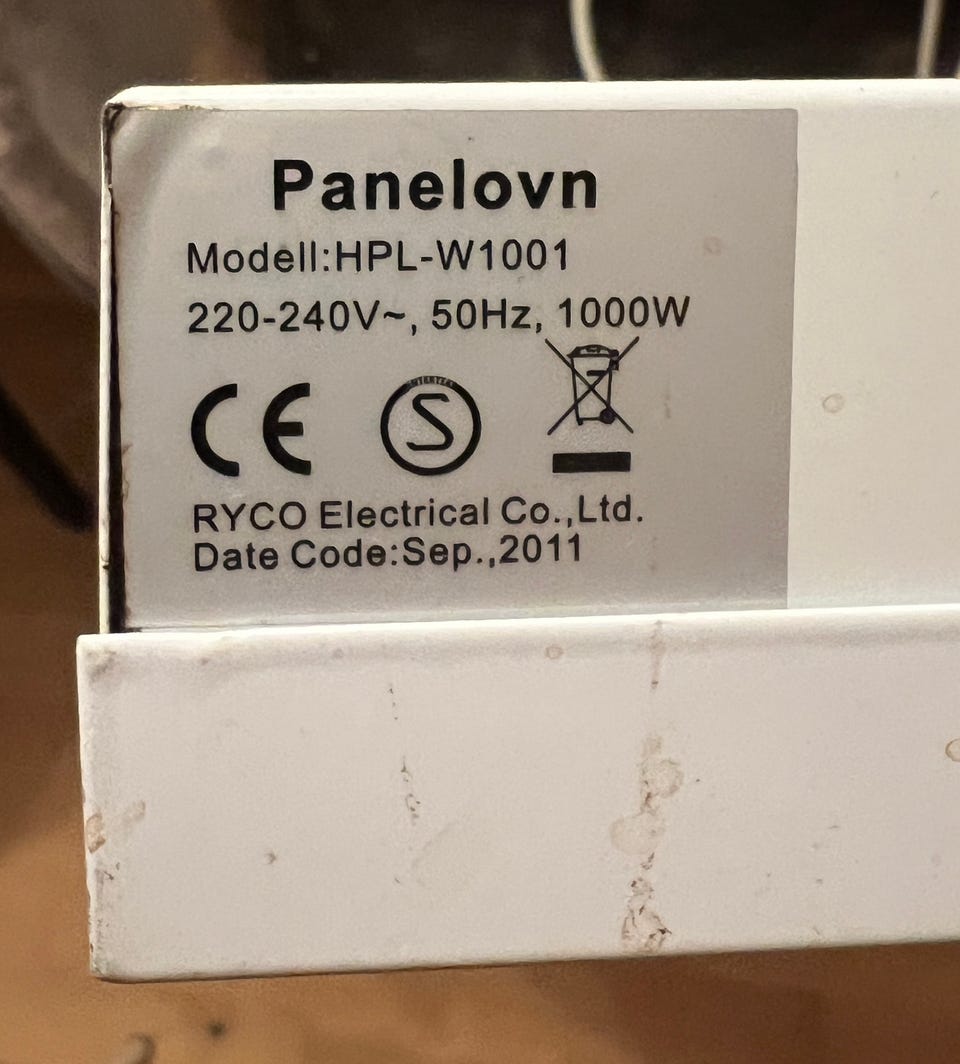 Panelovn
Modell:HPL-W1001
220-240V~, 50Hz, 1000W
CE S
RYCO Electrical Co.,Ltd.
Date Code:Sep.,2011